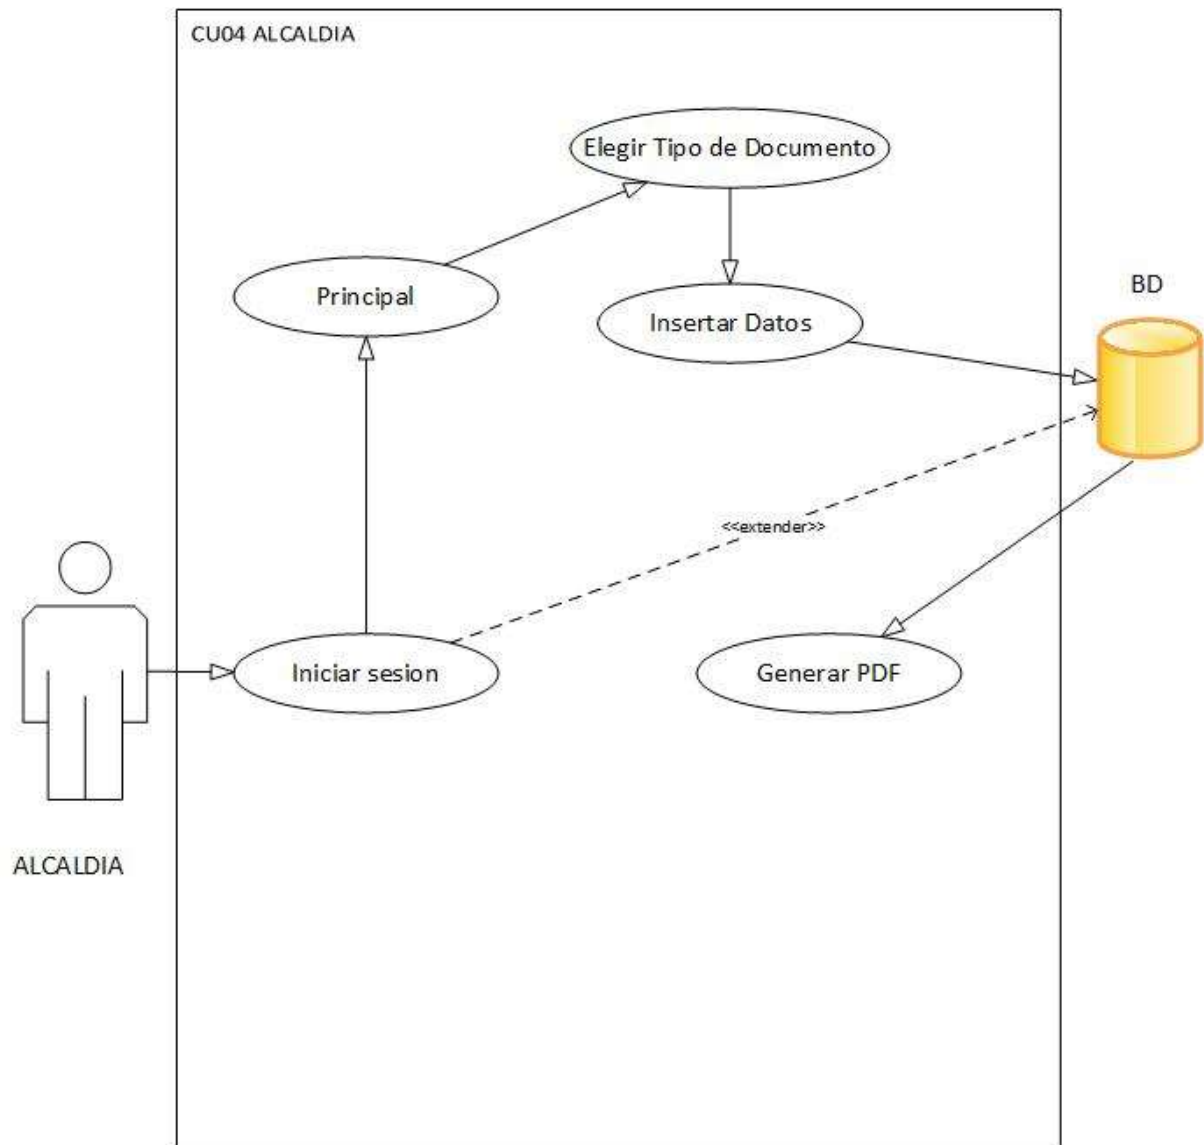 CU04 ALCALDIA
Elegir Tipo de Documento
Principal
Insertar Datos
BD
<<extender>>
Iniciar sesion
Generar PDF
ALCALDIA